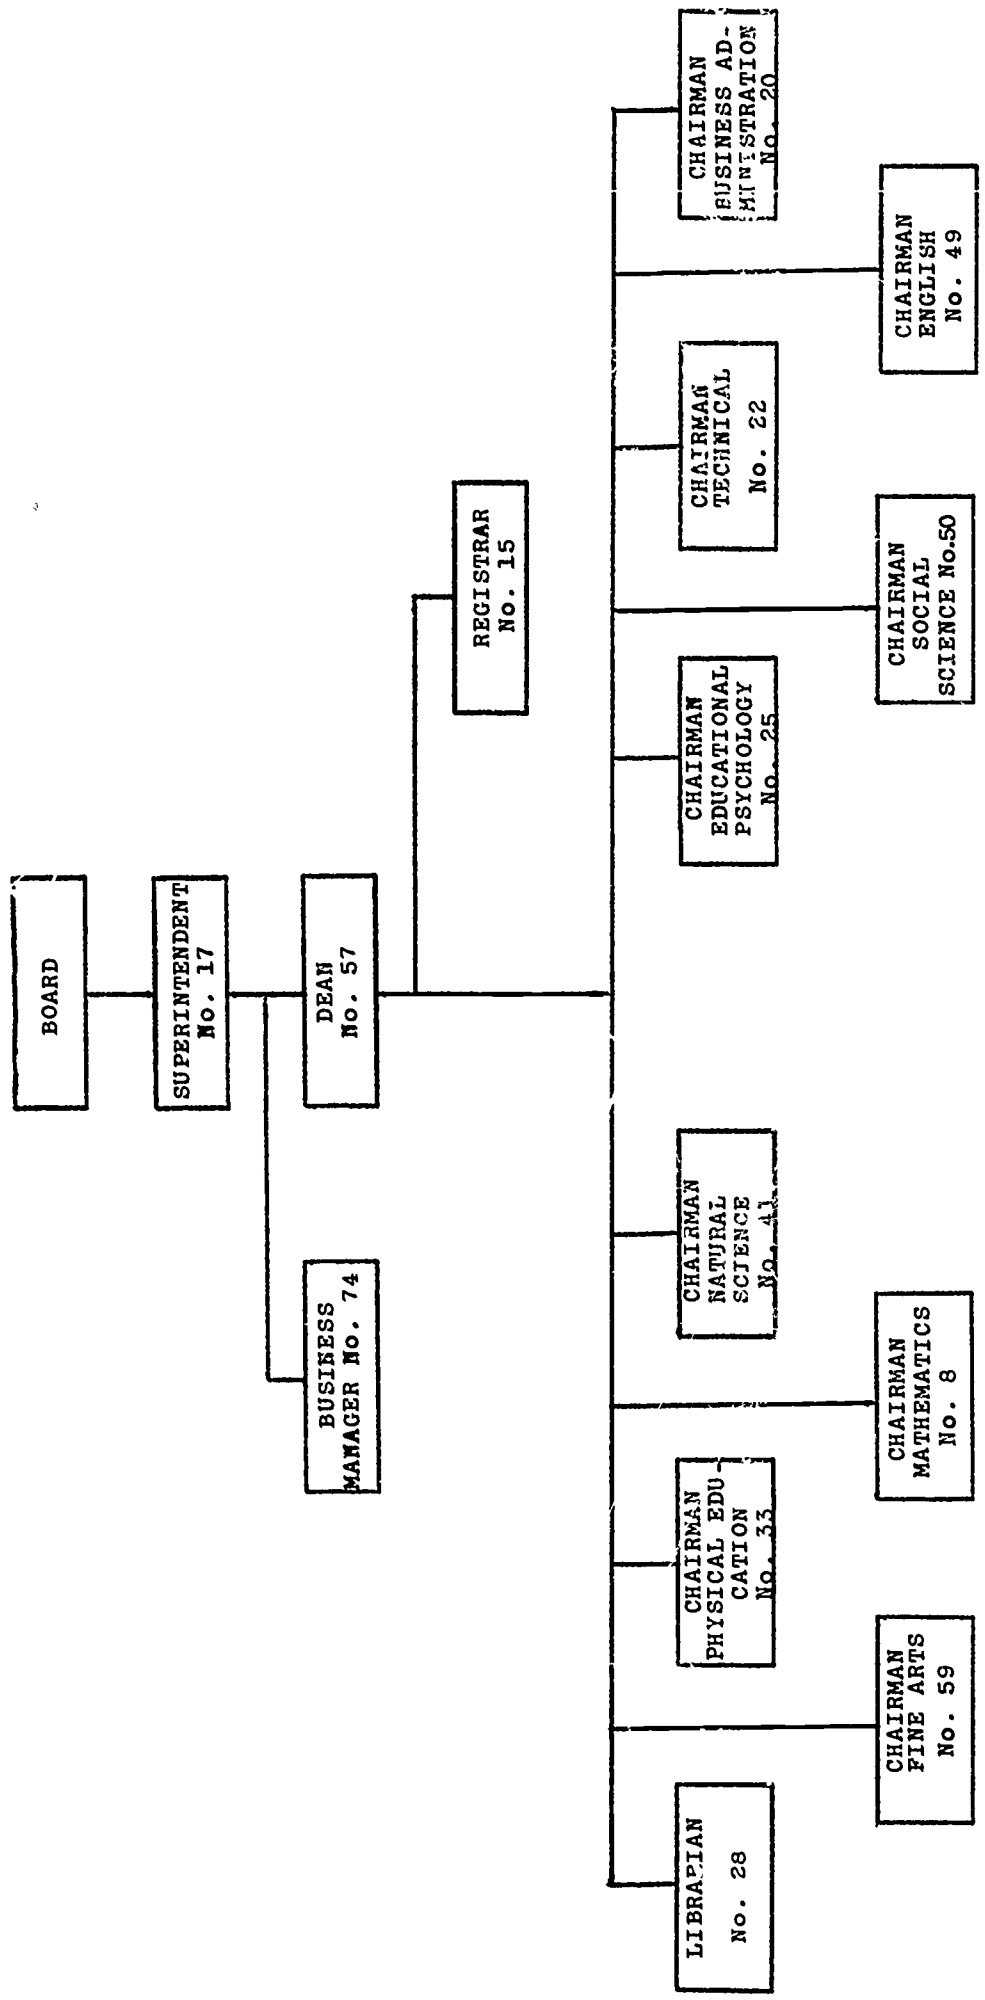 BOARD
SUPERINTENDENT
No. 17
BUSINESS
MANAGER No. 74
DEAN
No. 57
REGISTRAR
No. 15
LIBRARIAN
No. 28
CHAIRMAN
PHYSICAL EDU-
CATION
No. 33
CHAIRMAN
NATURAL
SCIENCE
No. 41
CHAIRMAN
EDUCATIONAL
PSYCHOLOGY
No. 25
CHAIRMAN
TECHNICAL
No. 22
CHAIRMAN
BUSINESS AD-
MINISTRATION
No. 20
CHAIRMAN
FINE ARTS
No. 59
CHAIRMAN
MATHEMATICS
No. 8
CHAIRMAN
SOCIAL
SCIENCE No.50
CHAIRMAN
ENGLISH
No. 49